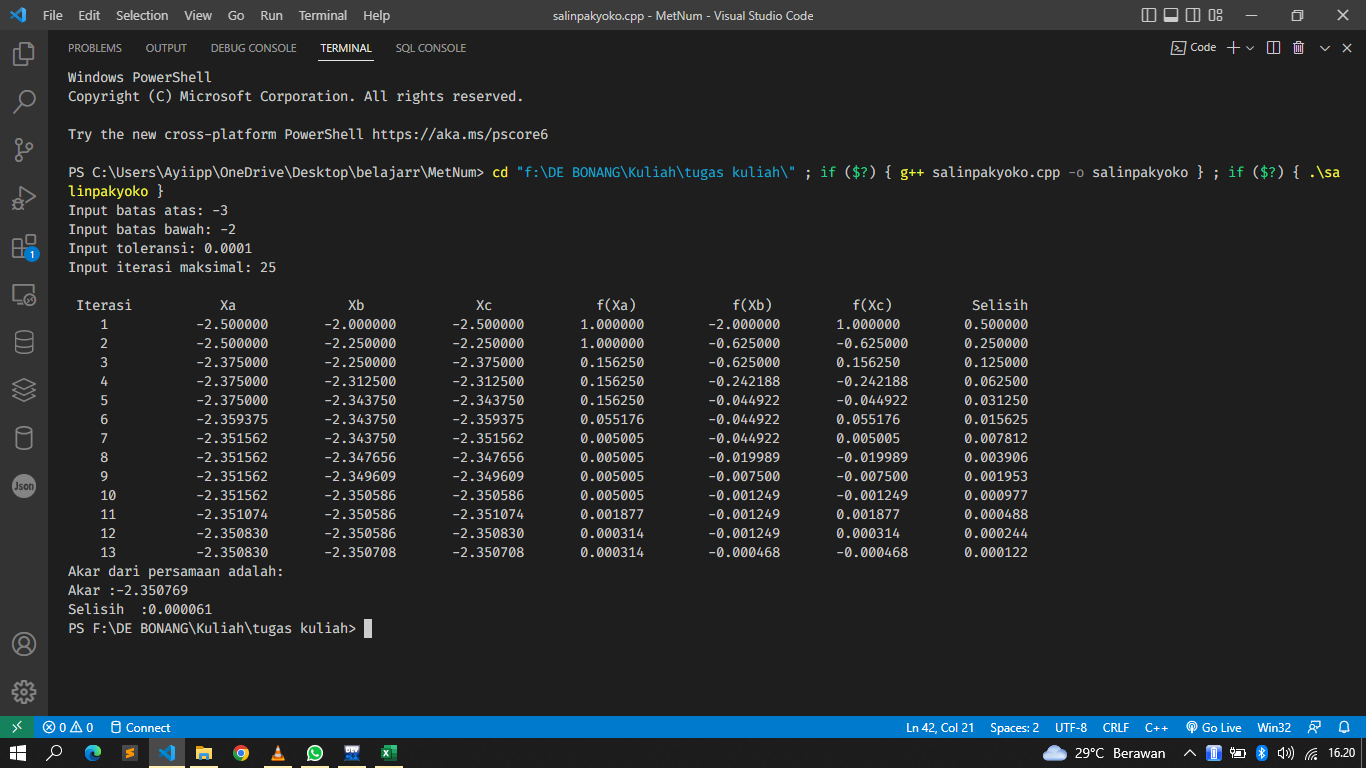 File Edit Selection View Go Run Terminal Help salinpakyoko.cpp - MetNum - Visual Studio Code
PROBLEMS OUTPUT DEBUG CONSOLE TERMINAL SQL CONSOLE Code
Windows PowerShell
Copyright (C) Microsoft Corporation. All rights reserved.
Try the new cross-platform PowerShell https://aka.ms/pscore6
PS C:\Users\Ayiipp\OneDrive\Desktop\belajarr\MetNum> cd "f:\DE BONANG\Kuliah\tugas kuliah\" ; if ($?) { g++ salinpakyoko.cpp -o salinpakyoko } ; if ($?) { .\sa
linpakyoko }
Input batas atas: -3
Input batas bawah: -2
Input toleransi: 0.0001
Input iterasi maksimal: 25
Iterasi Xa Xb Xc f(Xa) f(Xb) f(Xc) Selisih
1 -2.500000 -2.000000 -2.500000 1.000000 -2.000000 1.000000 0.500000
2 -2.500000 -2.250000 -2.250000 1.000000 -0.625000 -0.625000 0.250000
3 -2.375000 -2.250000 -2.375000 0.156250 -0.625000 0.156250 0.125000
4 -2.375000 -2.312500 -2.312500 0.156250 -0.242188 -0.242188 0.062500
5 -2.375000 -2.343750 -2.343750 0.156250 -0.044922 -0.044922 0.031250
6 -2.359375 -2.343750 -2.359375 0.055176 -0.044922 0.055176 0.015625
7 -2.351562 -2.343750 -2.351562 0.005005 -0.044922 0.005005 0.007812
8 -2.351562 -2.347656 -2.347656 0.005005 -0.019989 -0.019989 0.003906
9 -2.351562 -2.349609 -2.349609 0.005005 -0.007500 -0.007500 0.001953
10 -2.351562 -2.350586 -2.350586 0.005005 -0.001249 -0.001249 0.000977
11 -2.351074 -2.350586 -2.351074 0.001877 -0.001249 0.001877 0.000488
12 -2.350830 -2.350586 -2.350830 0.000314 -0.001249 0.000314 0.000244
13 -2.350830 -2.350708 -2.350708 0.000314 -0.000468 -0.000468 0.000122
Akar dari persamaan adalah:
Akar :-2.350769
Selisih :0.000061
PS F:\DE BONANG\Kuliah\tugas kuliah>
1
Json
0 0 Connect Ln 42, Col 21 Spaces: 2 UTF-8 CRLF C++ Go Live Win32
DEV 29°C Berawan 16.20